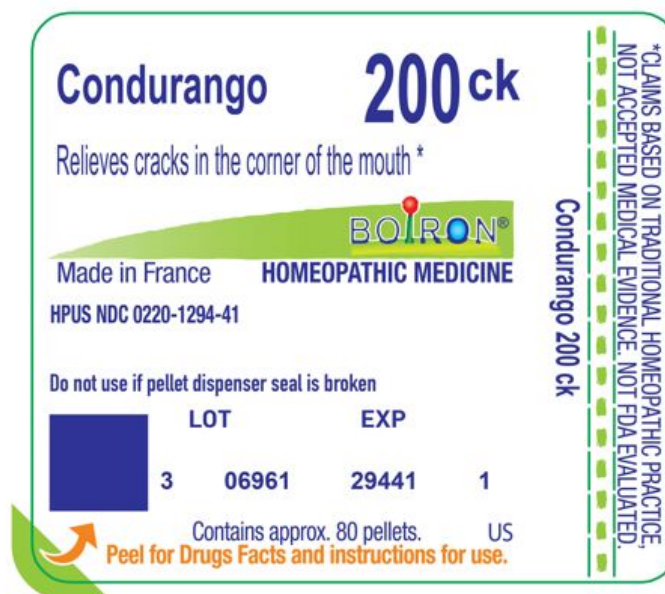 Condurango 200 ck
Relieves cracks in the corner of the mouth *
BOIRON®
Made in France HOMEOPATHIC MEDICINE
HPUS NDC 0220-1294-41
Do not use if pellet dispenser seal is broken
LOT EXP
3 06961 29441 1
Contains approx. 80 pellets. US
Peel for Drugs Facts and instructions for use.
Condurango 200 ck
*CLAIMS BASED ON TRADITIONAL HOMEOPATHIC PRACTICE,
NOT ACCEPTED MEDICAL EVIDENCE. NOT FDA EVALUATED.